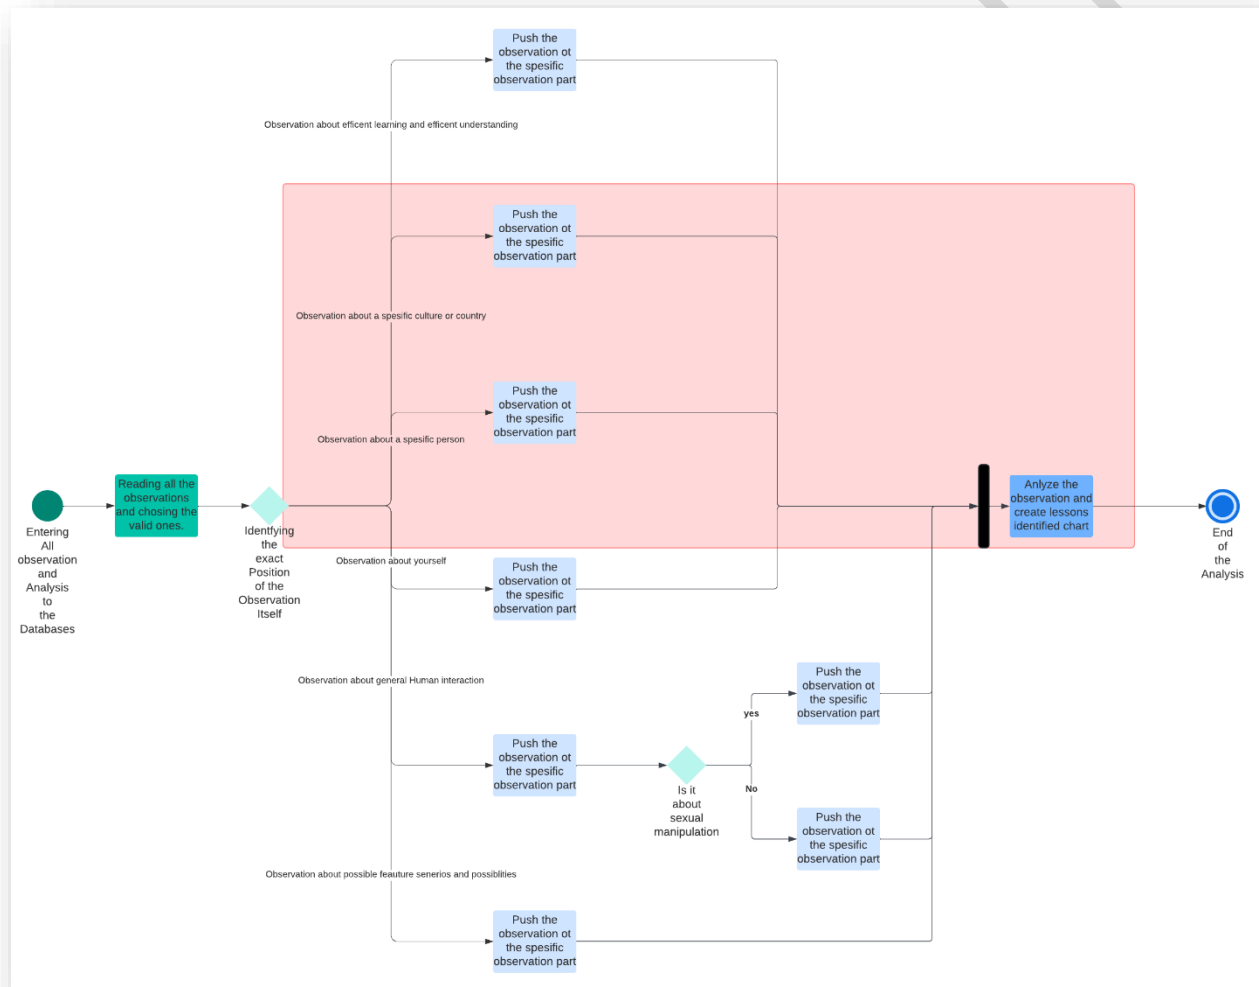 Push the
observation ot
the spesific
observation part
Observation about efficent learning and efficent understanding
Push the
observation ot
the spesific
observation part
Observation about a spesific culture or country
Push the
observation ot
the spesific
observation part
Observation about a spesific person
Reading all the
observations
and chosing the
valid ones.
Entering
All
observation
and
Analysis
to
the
Databases
Identfying
the
exact
Position
of the
Observation
Itself
Anlyze the
observation and
create lessons
identified chart
End
of
the
Analysis
Observation about yourself
Push the
observation ot
the spesific
observation part
Observation about general Human interaction
Push the
observation ot
the spesific
observation part
Is it
about
sexual
manipulation
yes
Push the
observation ot
the spesific
observation part
No
Push the
observation ot
the spesific
observation part
Observation about possible feauture senerios and possiblities
Push the
observation ot
the spesific
observation part